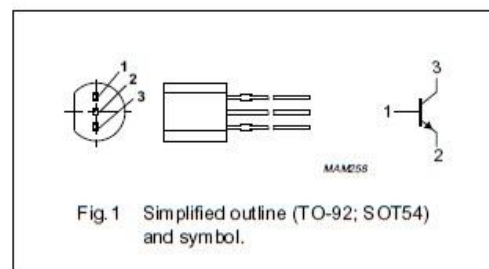 1
2
3
3
1
2
MAM258
Fig.1 Simplified outline (TO-92; SOT54)
and symbol.